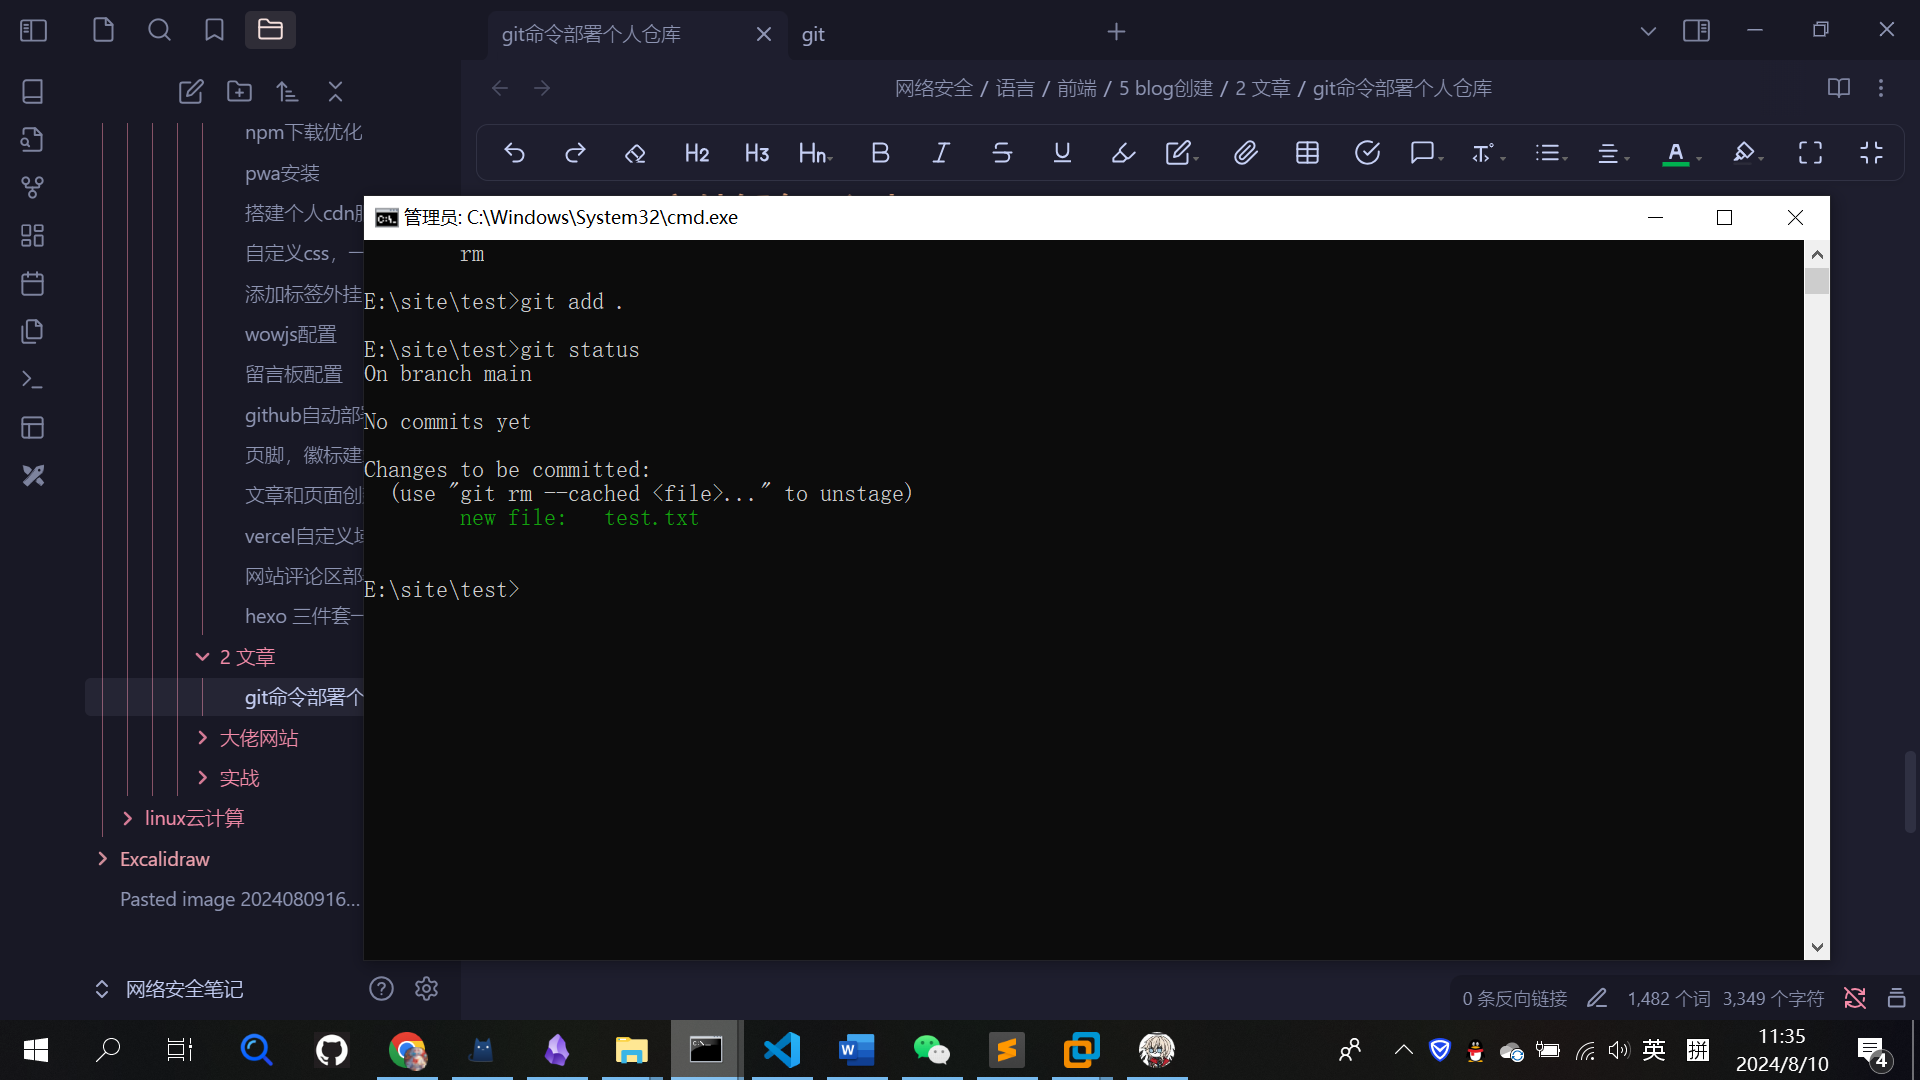 git命令部署个人仓库
git
网络安全 / 语言 / 前端 / 5 blog创建 / 2 文章 / git命令部署个人仓库
H2 H3 Hn B I S U A
npm下载优化
pwa安装
搭建个人cdn
自定义css，一
添加标签外挂
wowjs配置
留言板配置
github自动部
页脚，徽标建
文章和页面创
vercel自定义
网站评论区部
hexo 三件套一
2 文章
git命令部署个
大佬网站
实战
linux云计算
Excalidraw
Pasted image 2024080916...
网络安全笔记
管理员: C:\Windows\System32\cmd.exe
rm
E:\site\test>git add .
E:\site\test>git status
On branch main
No commits yet
Changes to be committed:
(use "git rm --cached <file>..." to unstage)
new file:   test.txt
E:\site\test>
0 条反向链接
1,482 个词 3,349 个字符
英
拼
11:35
2024/8/10
4